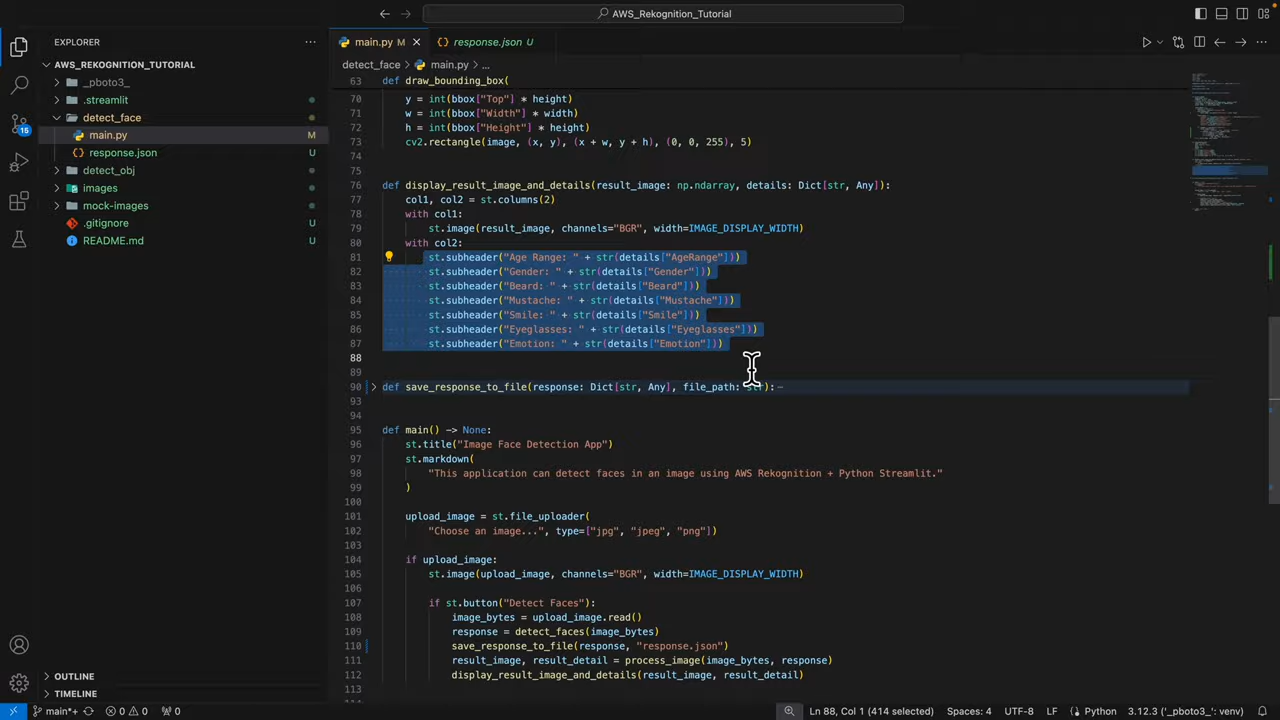 AWS_Rekognition_Tutorial
EXPLORER
main.py M
response.json U
AWS_REKOGNITION_TUTORIAL
detect_face > main.py > ...
_pboto3_
.streamlit
detect_face
main.py M
response.json U
detect_obj
images
mock-images
.gitignore U
README.md U
63 def draw_bounding_box(
70 y = int(bbox["Top"] * height)
71 w = int(bbox["Width"] * width)
72 h = int(bbox["Height"] * height)
73 cv2.rectangle(image, (x, y), (x + w, y + h), (0, 0, 255), 5)
74
75
76 def display_result_image_and_details(result_image: np.ndarray, details: Dict[str, Any]):
77 col1, col2 = st.columns(2)
78 with col1:
79 st.image(result_image, channels="BGR", width=IMAGE_DISPLAY_WIDTH)
80 with col2:
81 st.subheader("Age Range: " + str(details["AgeRange"]))
82 st.subheader("Gender: " + str(details["Gender"]))
83 st.subheader("Beard: " + str(details["Beard"]))
84 st.subheader("Mustache: " + str(details["Mustache"]))
85 st.subheader("Smile: " + str(details["Smile"]))
86 st.subheader("Eyeglasses: " + str(details["Eyeglasses"]))
87 st.subheader("Emotion: " + str(details["Emotion"]))
88
89
90 def save_response_to_file(response: Dict[str, Any], file_path: str):
93
94
95 def main() -> None:
96 st.title("Image Face Detection App")
97 st.markdown(
98 "This application can detect faces in an image using AWS Rekognition + Python Streamlit."
99 )
100
101 upload_image = st.file_uploader(
102 "Choose an image...", type=["jpg", "jpeg", "png"])
103
104 if upload_image:
105 st.image(upload_image, channels="BGR", width=IMAGE_DISPLAY_WIDTH)
106
107 if st.button("Detect Faces"):
108 image_bytes = upload_image.read()
109 response = detect_faces(image_bytes)
110 save_response_to_file(response, "response.json")
111 result_image, result_detail = process_image(image_bytes, response)
112 display_result_image_and_details(result_image, result_detail)
113
16
OUTLINE
TIMELINE
main*+ 0 0 0 Ln 88, Col 1 (414 selected) Spaces: 4 UTF-8 LF Python 3.12.3 ('_pboto3_': venv)